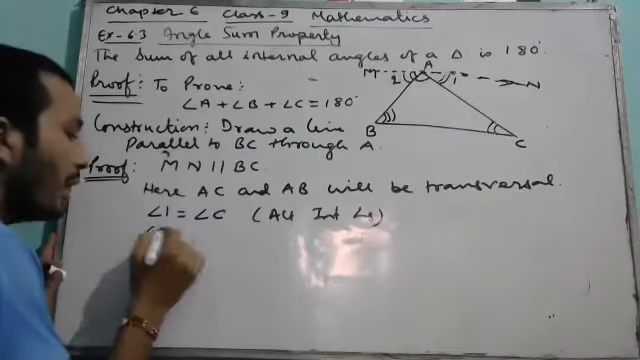 Chapter 6 Class-9 Mathematics
Ex-6.3 Angle Sum Property
The Sum of all internal angles of a Δ is 180°
Proof: To Prove:
∠A + ∠B + ∠C = 180°
Construction: Draw a line
Parallel to BC through A.
Proof: MN || BC.
Here AC and AB will be transversal.
∠1 = ∠C (Alt Int ∠s)
M 2 A 1 N
B
C